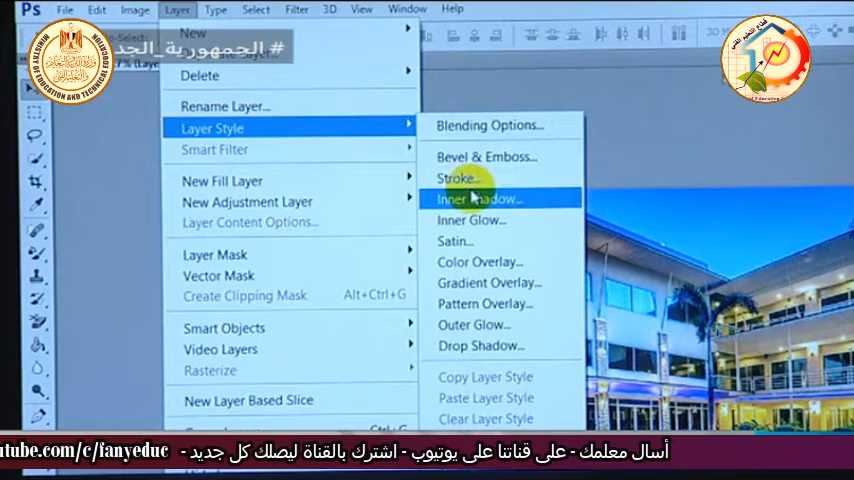 Ps File Edit Image Layer Type Select Filter 3D View Window Help
# الجمهورية_الجد
MINISTRY OF EDUCATION AND TECHNICAL EDUCATION
New
Delete
Rename Layer...
Layer Style
Smart Filter
New Fill Layer
New Adjustment Layer
Layer Content Options...
Layer Mask
Vector Mask
Create Clipping Mask Alt+Ctrl+G
Smart Objects
Video Layers
Rasterize
New Layer Based Slice
Blending Options...
Bevel & Emboss...
Stroke...
Inner Shadow...
Inner Glow...
Satin...
Color Overlay...
Gradient Overlay...
Pattern Overlay...
Outer Glow...
Drop Shadow...
Copy Layer Style
Paste Layer Style
Clear Layer Style
أسأل معلمك - على قناتنا على يوتيوب - اشترك بالقناة ليصلك كل جديد - utube.com/c/fanyeduc